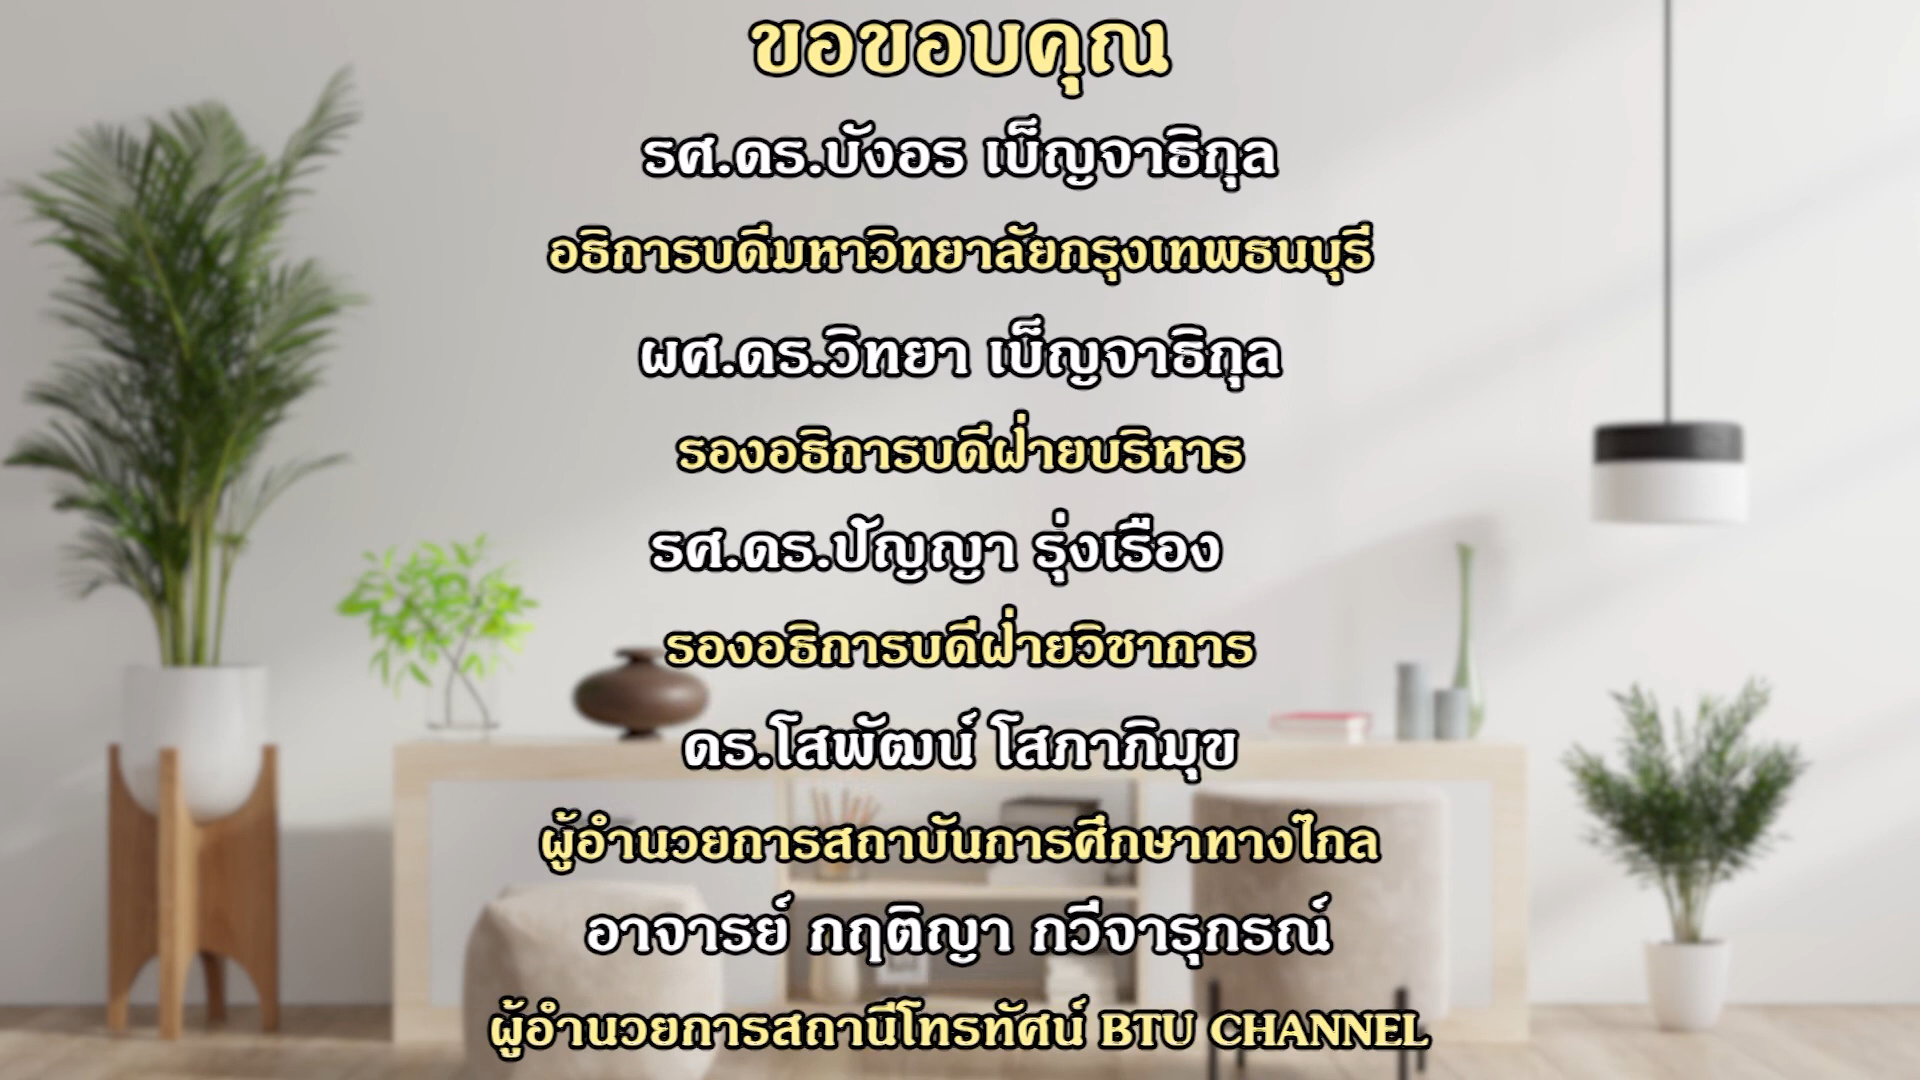 ขอขอบคุณ
รศ.ดร.บังอร เบ็ญจาธิกุล
อธิการบดีมหาวิทยาลัยกรุงเทพธนบุรี
ผศ.ดร.วิทยา เบ็ญจาธิกุล
รองอธิการบดีฝ่ายบริหาร
รศ.ดร.ปัญญา รุ่งเรือง
รองอธิการบดีฝ่ายวิชาการ
ดร.โสพัฒน์ โสภาภิมุข
ผู้อำนวยการสถาบันการศึกษาทางไกล
อาจารย์ กฤติญา กวีจารุกรณ์
ผู้อำนวยการสถานีโทรทัศน์ BTU CHANNEL